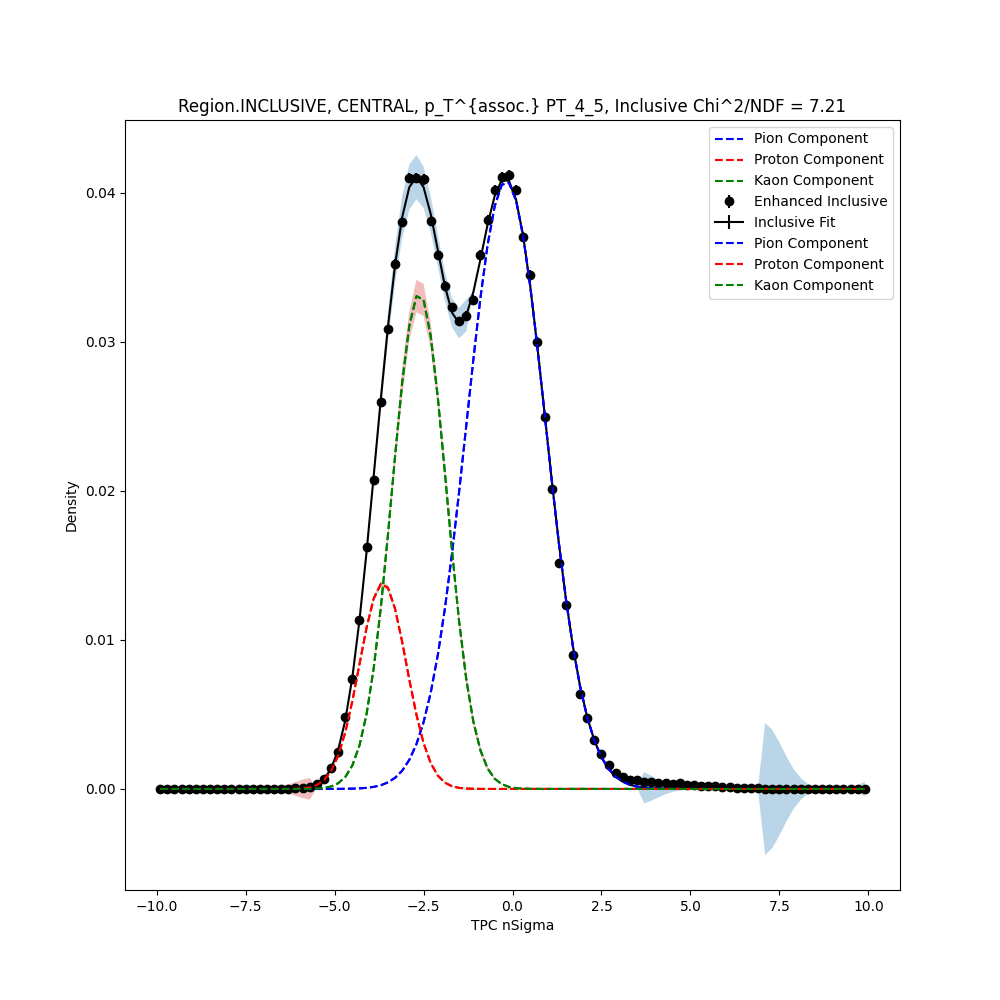 Region.INCLUSIVE, CENTRAL, p_T^{assoc.} PT_4_5, Inclusive Chi^2/NDF = 7.21
Pion Component
Proton Component
Kaon Component
Enhanced Inclusive
Inclusive Fit
Pion Component
Proton Component
Kaon Component
0.04
0.03
0.02
0.01
0.00
Density
−10.0
−7.5
−5.0
−2.5
0.0
2.5
5.0
7.5
10.0
TPC nSigma